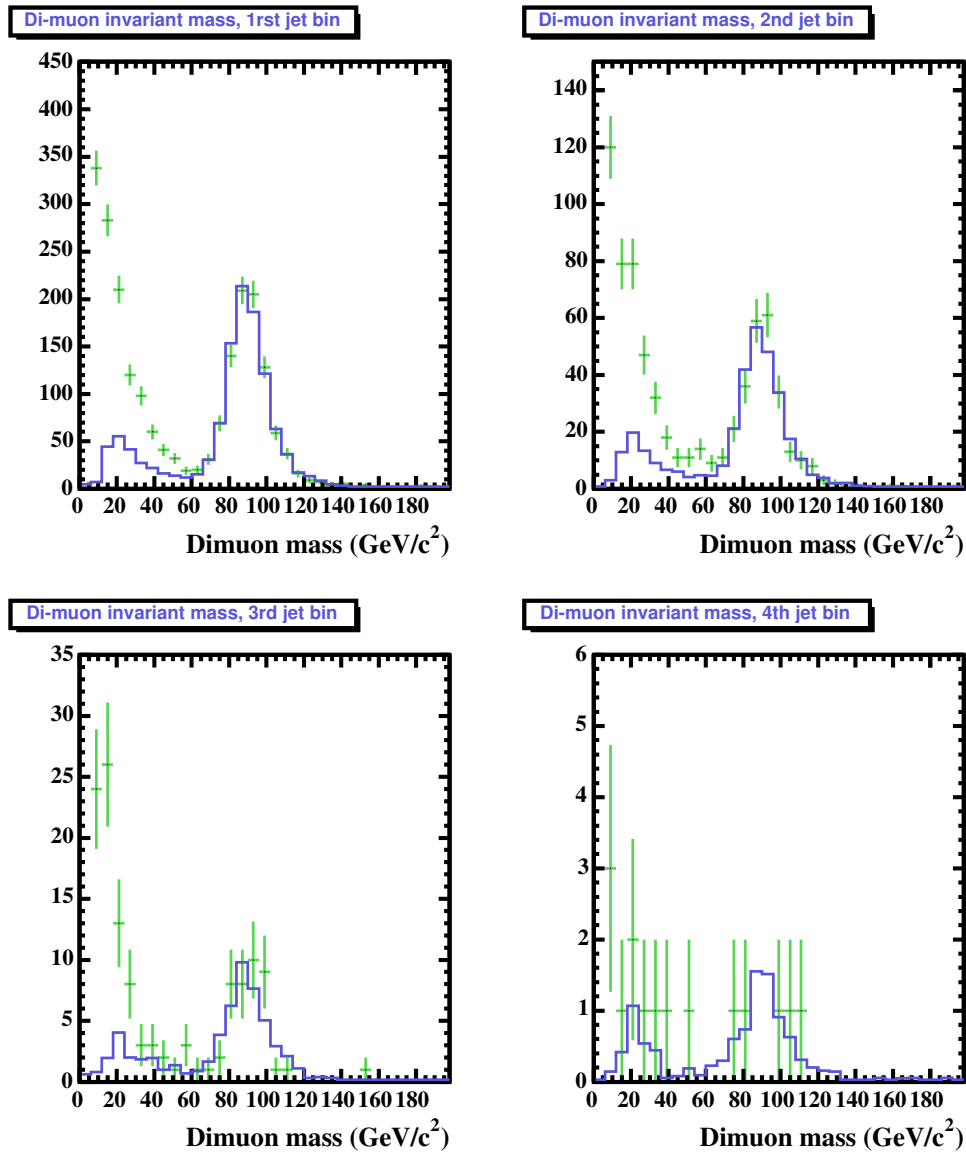 Di-muon invariant mass, 1rst jet bin
450
400
350
300
250
200
150
100
50
0
0 20 40 60 80 100 120 140 160 180
Dimuon mass (GeV/c²)
Di-muon invariant mass, 2nd jet bin
140
120
100
80
60
40
20
0
0 20 40 60 80 100 120 140 160 180
Dimuon mass (GeV/c²)
Di-muon invariant mass, 3rd jet bin
35
30
25
20
15
10
5
0
0 20 40 60 80 100 120 140 160 180
Dimuon mass (GeV/c²)
Di-muon invariant mass, 4th jet bin
6
5
4
3
2
1
0
0 20 40 60 80 100 120 140 160 180
Dimuon mass (GeV/c²)